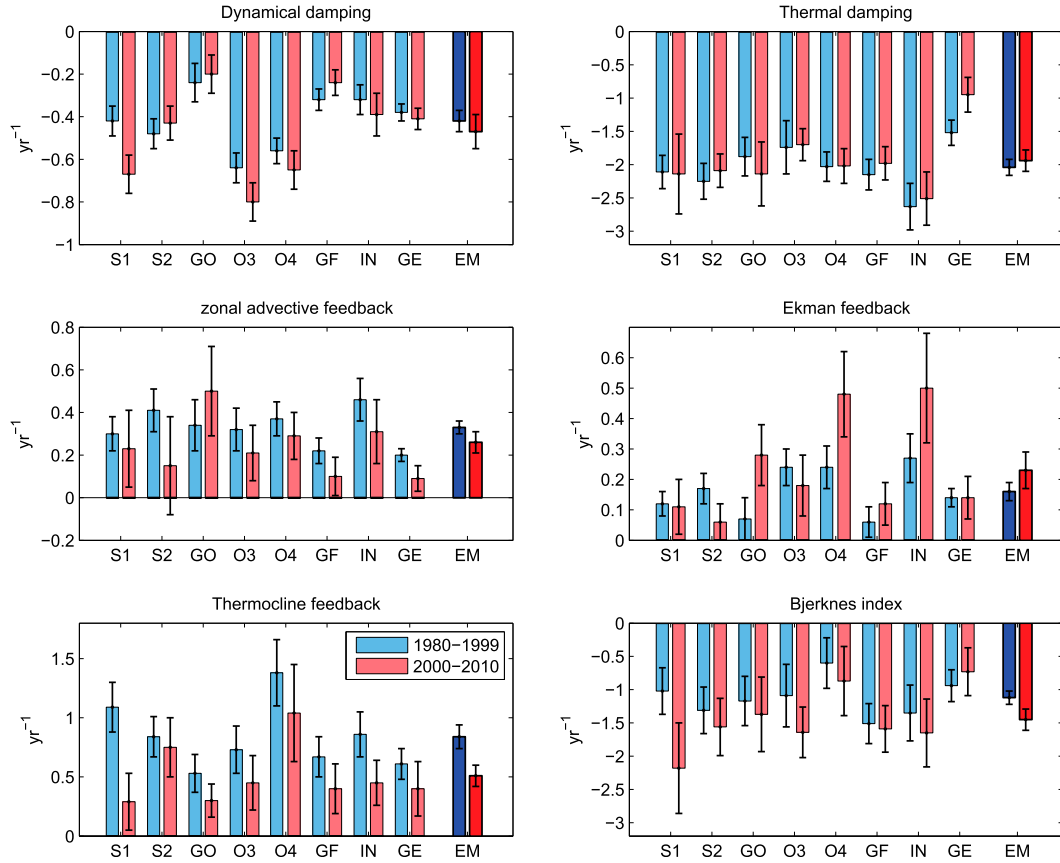 Dynamical damping
0
−0.2
−0.4
−0.6
−0.8
−1
yr⁻¹
S1 S2 GO O3 O4 GF IN GE EM
Thermal damping
0
−0.5
−1
−1.5
−2
−2.5
−3
yr⁻¹
S1 S2 GO O3 O4 GF IN GE EM
zonal advective feedback
0.8
0.6
0.4
0.2
0
−0.2
yr⁻¹
S1 S2 GO O3 O4 GF IN GE EM
Ekman feedback
0.6
0.5
0.4
0.3
0.2
0.1
0
yr⁻¹
S1 S2 GO O3 O4 GF IN GE EM
Thermocline feedback
1.5
1
0.5
0
yr⁻¹
1980−1999
2000−2010
S1 S2 GO O3 O4 GF IN GE EM
Bjerknes index
0
−0.5
−1
−1.5
−2
−2.5
−3
yr⁻¹
S1 S2 GO O3 O4 GF IN GE EM